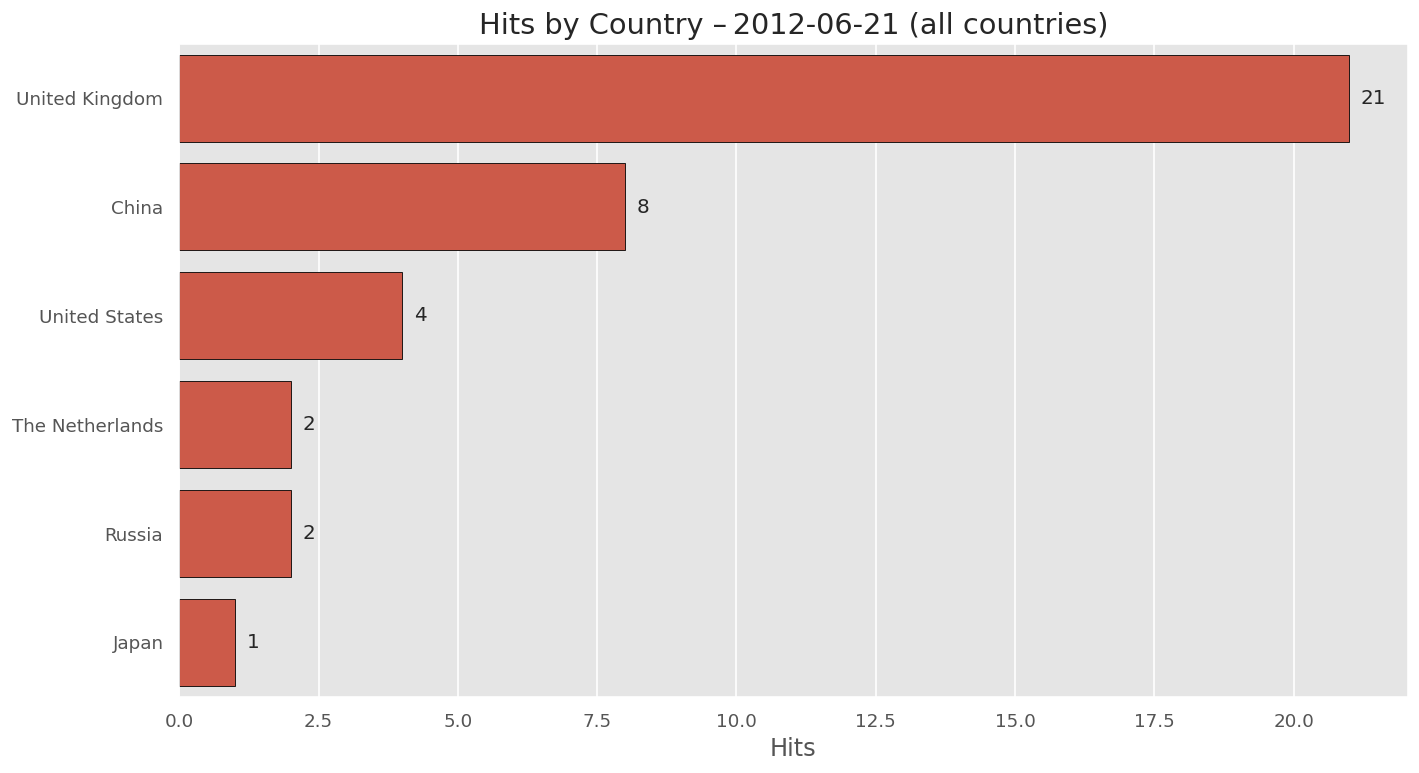 Hits by Country – 2012-06-21 (all countries)
United Kingdom
21
China
8
United States
4
The Netherlands
2
Russia
2
Japan
1
0.0 2.5 5.0 7.5 10.0 12.5 15.0 17.5 20.0
Hits